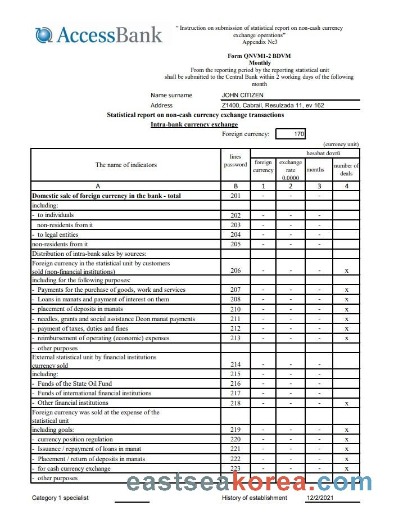 AccessBank
" Instruction on submission of statistical report on non-cash currency
exchange operations"
Appendix №3
Form QNVM1-2 BDVM
Monthly
From the reporting period by the reporting statistical unit
shall be submitted to the Central Bank within 2 working days of the following
month
Name surname JOHN CITIZEN
Address Z1400, Cabrail, Resulzada 11, ev 162
Statistical report on non-cash currency exchange transactions
Intra-bank currency exchange
Foreign currency: 170
(currency unit)
The name of indicators lines password hesabat dovrü
foreign currency exchange rate 0.0000 months number of deals
A B 1 2 3 4
Domestic sale of foreign currency in the bank - total 201 - - - -
including:
- to individuals 202 - - - -
non-residents from it 203 - - - -
- to legal entities 204 - - - -
non-residents from it 205 - - - -
Distribution of intra-bank sales by sources:
Foreign currency in the statistical unit by customers
sold (non-financial institutions) 206 - - - x
including for the following purposes:
- Payments for the purchase of goods, work and services 207 - - - x
- Loans in manats and payment of interest on them 208 - - - x
- placement of deposits in manats 210 - - - x
- needles, grants and social assistance Deon manat payments 211 - - - x
- payment of taxes, duties and fines 212 - - - x
- reimbursement of operating (economic) expenses 213 - - - x
- other purposes
External statistical unit by financial institutions
currency sold 214 - - -
including: 215 - - -
- Funds of the State Oil Fund 216 - - -
- Funds of international financial institutions 217 - - -
- Other financial institutions 218 - - - x
Foreign currency was sold at the expense of the
statistical unit
including goals: 219 - - - x
- currency position regulation 220 - - - x
- Issuance / repayment of loans in manat 221 - - - x
- Placement / return of deposits in manats 222 - - - x
- for cash currency exchange 223 - - - x
- other purposes
eastseakorea.com
Category 1 specialist History of establishment 12/2/2021